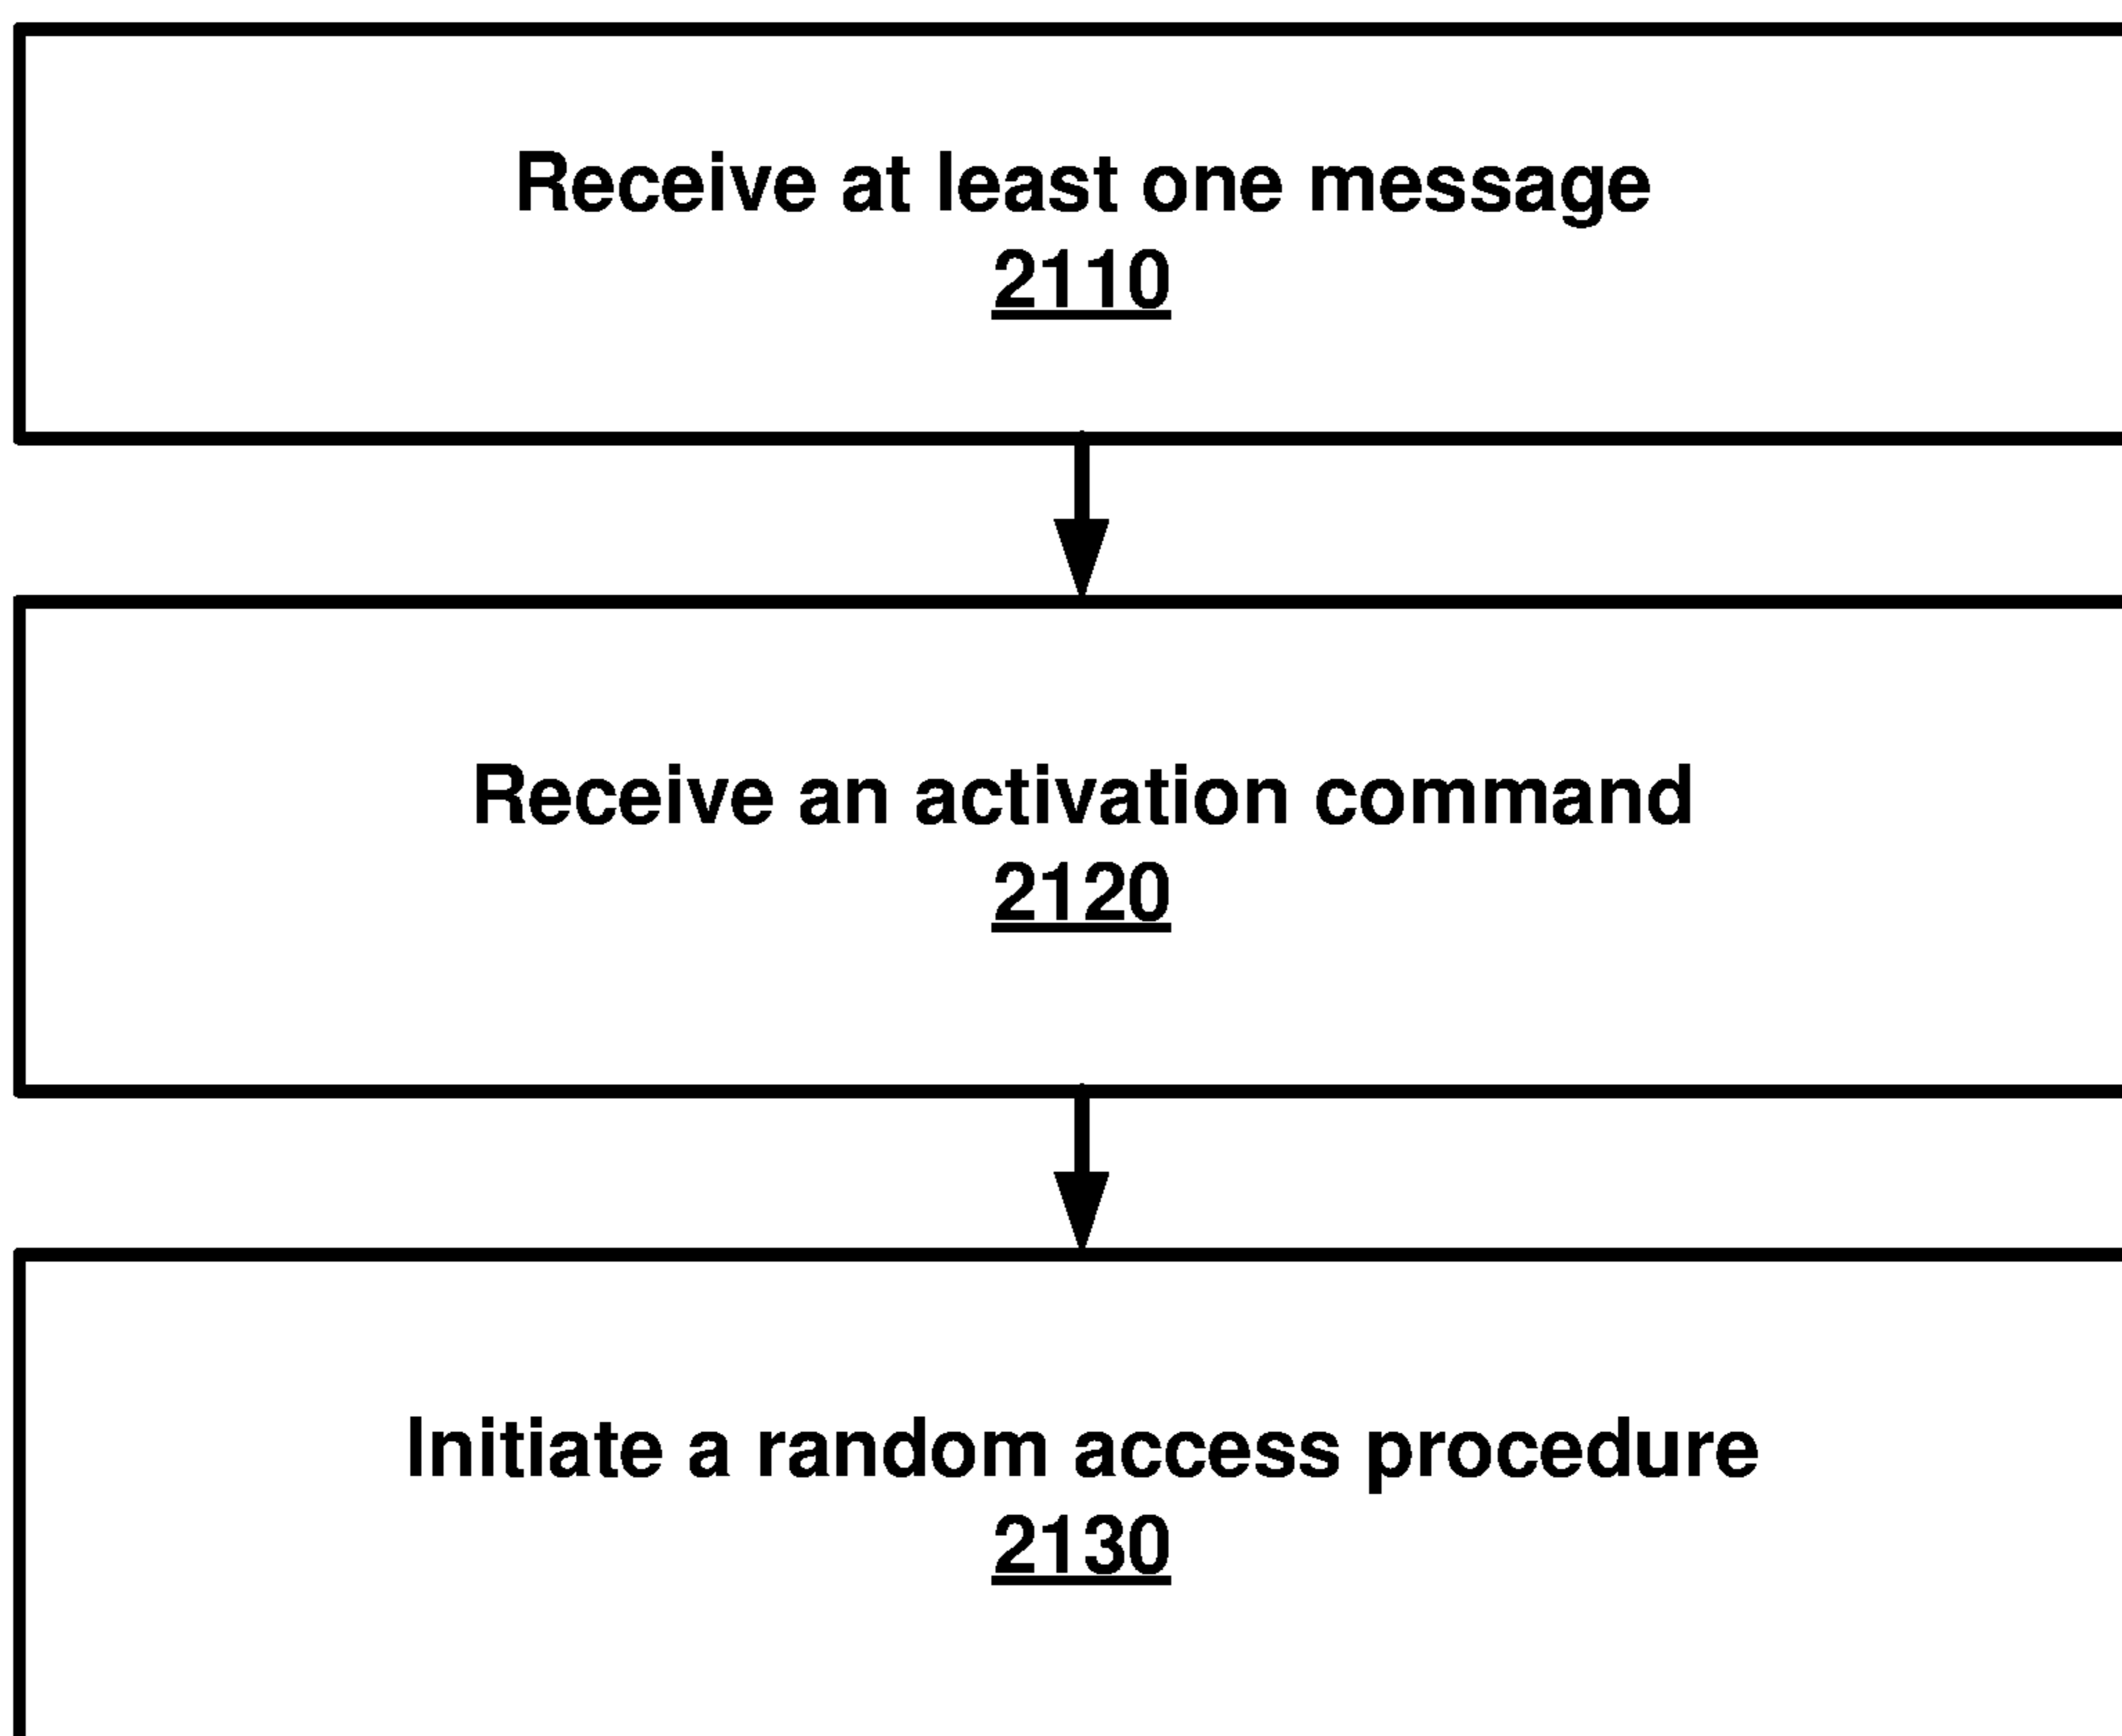 Receive at least one message
2110
Receive an activation command
2120
Initiate a random access procedure
2130